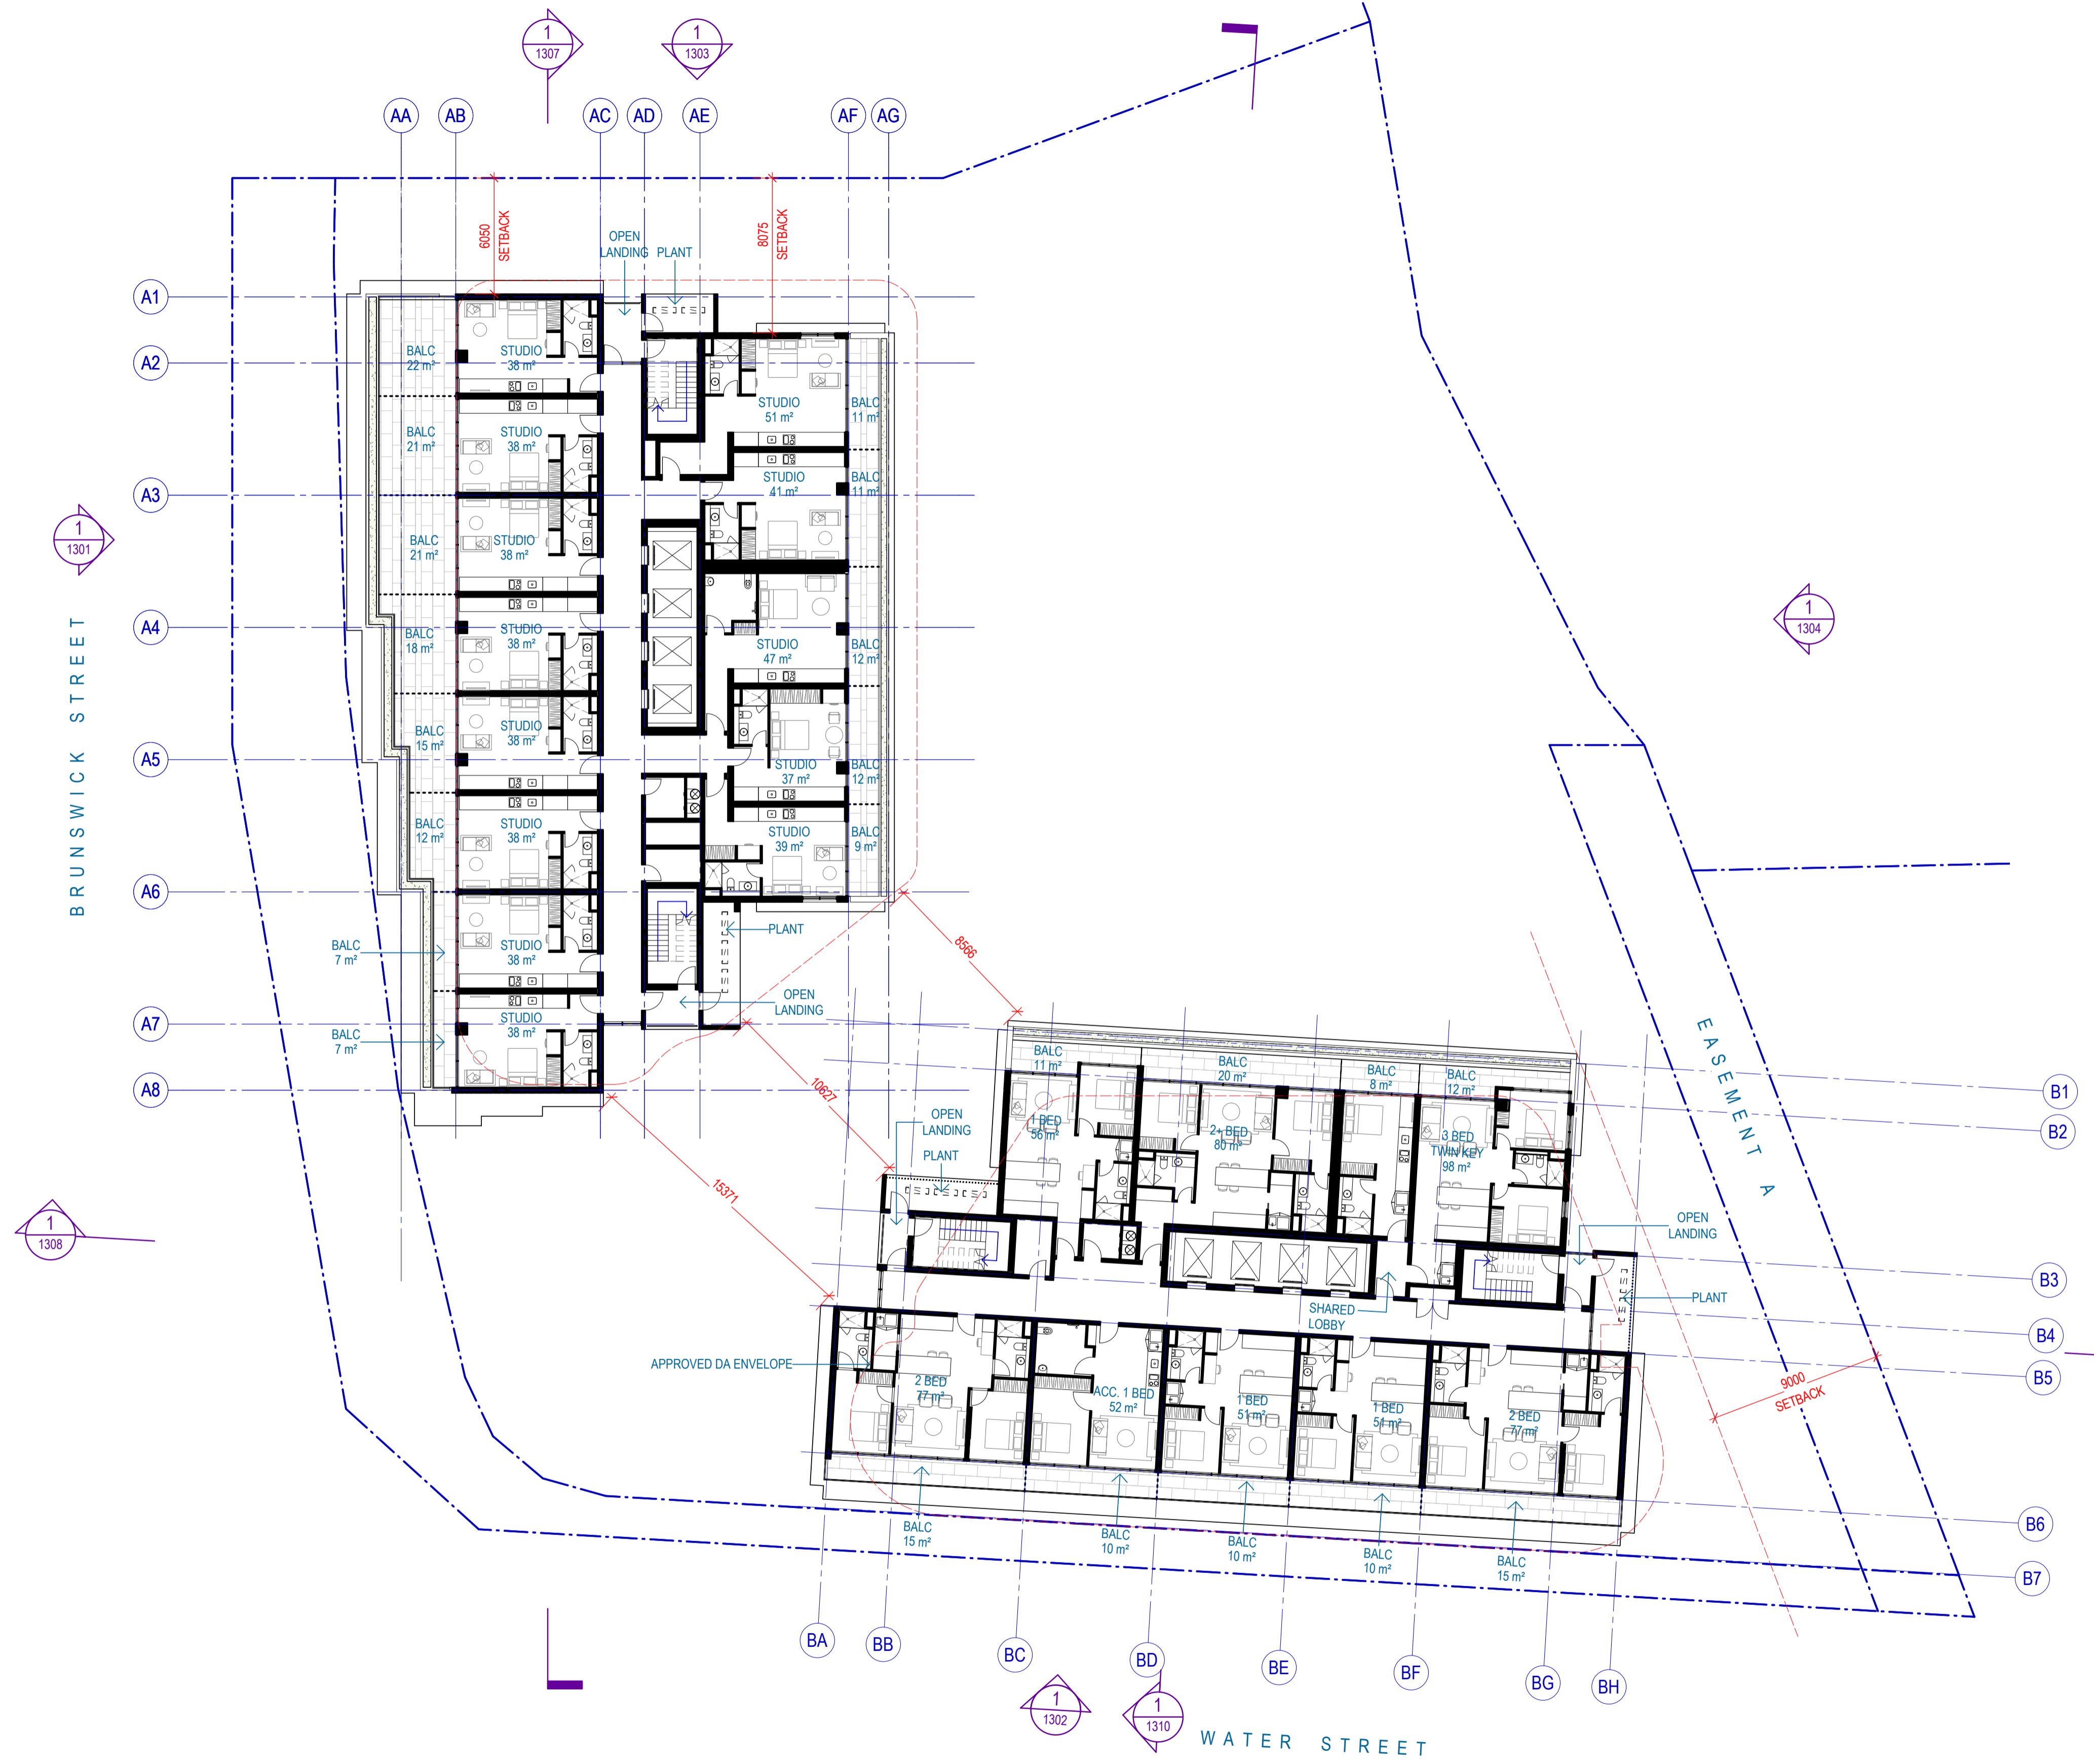 1
1307
1
1303
AA
AB
AC
AD
AE
AF
AG
6050
SETBACK
8075
SETBACK
OPEN
LANDING
PLANT
A1
A2
A3
A4
A5
A6
A7
A8
1
1301
BRUNSWICK STREET
1
1308
BALC
22 m²
STUDIO
38 m²
BALC
21 m²
STUDIO
38 m²
BALC
21 m²
STUDIO
38 m²
BALC
18 m²
STUDIO
38 m²
BALC
15 m²
STUDIO
38 m²
BALC
12 m²
STUDIO
38 m²
BALC
7 m²
STUDIO
38 m²
BALC
7 m²
STUDIO
38 m²
STUDIO
51 m²
BALC
11 m²
STUDIO
41 m²
BALC
11 m²
STUDIO
47 m²
BALC
12 m²
STUDIO
37 m²
BALC
12 m²
STUDIO
39 m²
BALC
9 m²
PLANT
OPEN
LANDING
8566
10627
15371
1
1304
EASEMENT A
BALC
11 m²
BALC
20 m²
BALC
8 m²
BALC
12 m²
1 BED
56 m²
2+ BED
80 m²
3 BED
TWIN KEY
98 m²
OPEN
LANDING
PLANT
OPEN
LANDING
PLANT
SHARED
LOBBY
APPROVED DA ENVELOPE
2 BED
77 m²
ACC. 1 BED
52 m²
1 BED
51 m²
1 BED
51 m²
2 BED
77 m²
9000
SETBACK
BALC
15 m²
BALC
10 m²
BALC
10 m²
BALC
10 m²
BALC
15 m²
B1
B2
B3
B4
B5
B6
B7
BA
BB
BC
BD
BE
BF
BG
BH
1
1302
1
1310
WATER STREET